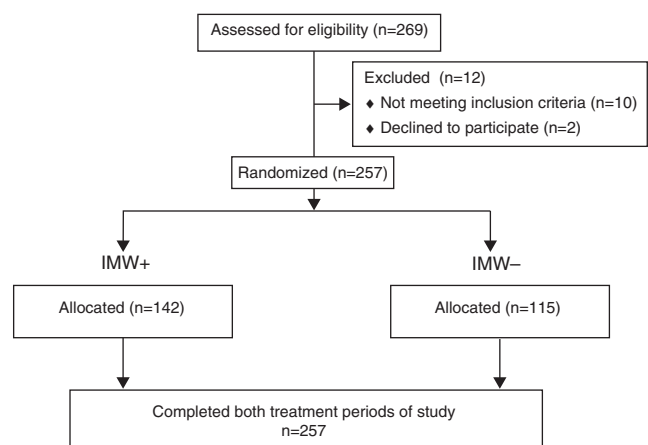 Assessed for eligibility (n=269)
Excluded (n=12)
♦ Not meeting inclusion criteria (n=10)
♦ Declined to participate (n=2)
Randomized (n=257)
IMW+
IMW–
Allocated (n=142)
Allocated (n=115)
Completed both treatment periods of study
n=257